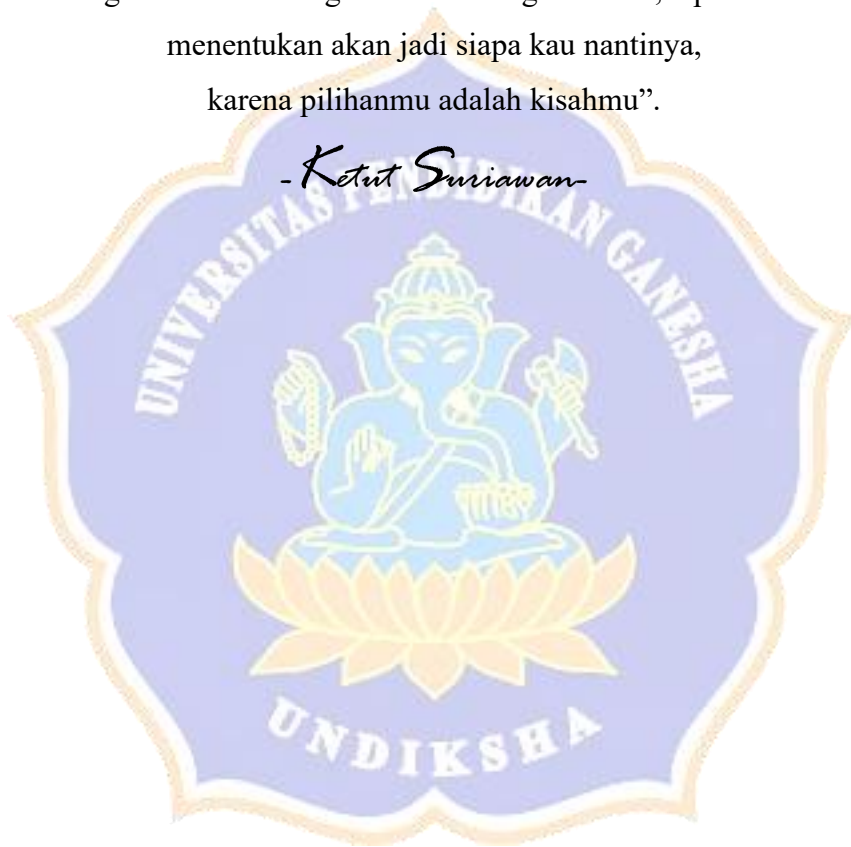 menentukan akan jadi siapa kau nantinya,
karena pilihanmu adalah kisahmu”.
-Ketut Suriawan-
UNIVERSITAS PENDIDIKAN GANESHA
UNDIKSHA